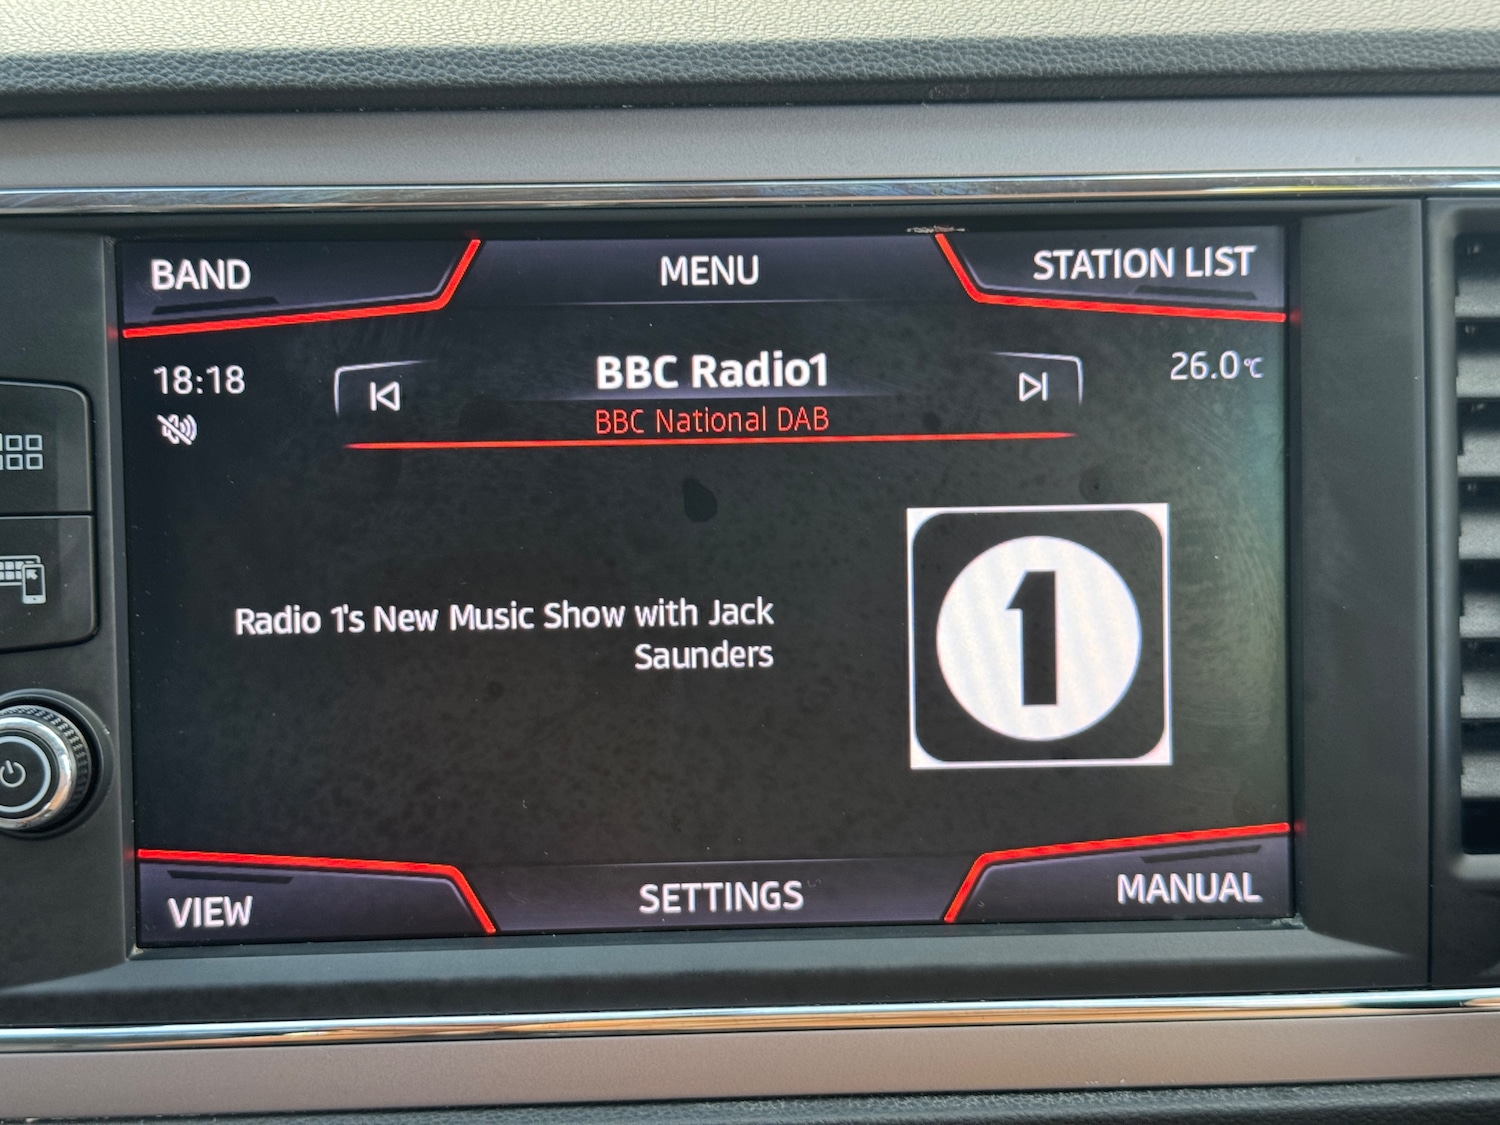 BAND
MENU
STATION LIST
18:18
BBC Radio1
26.0°C
BBC National DAB
Radio 1's New Music Show with Jack
Saunders
1
VIEW
SETTINGS
MANUAL